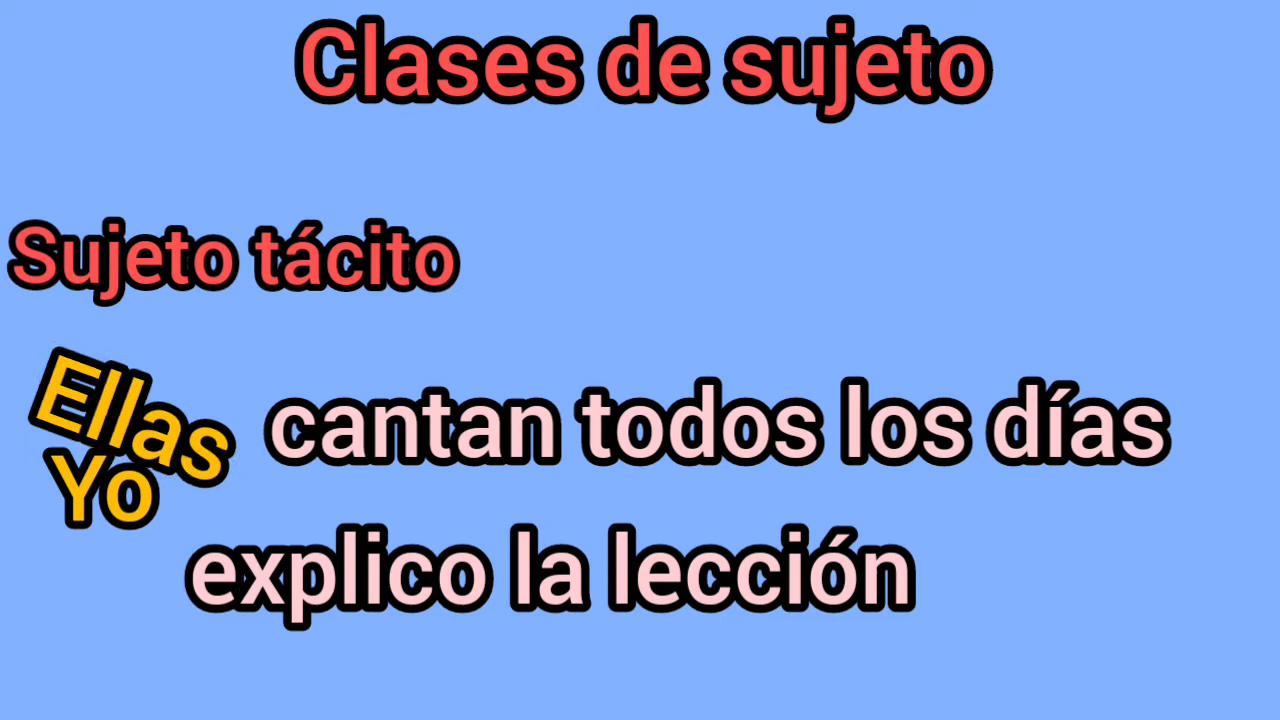 Clases de sujeto
Sujeto tácito
Ellas cantan todos los días
Yo
explico la lección